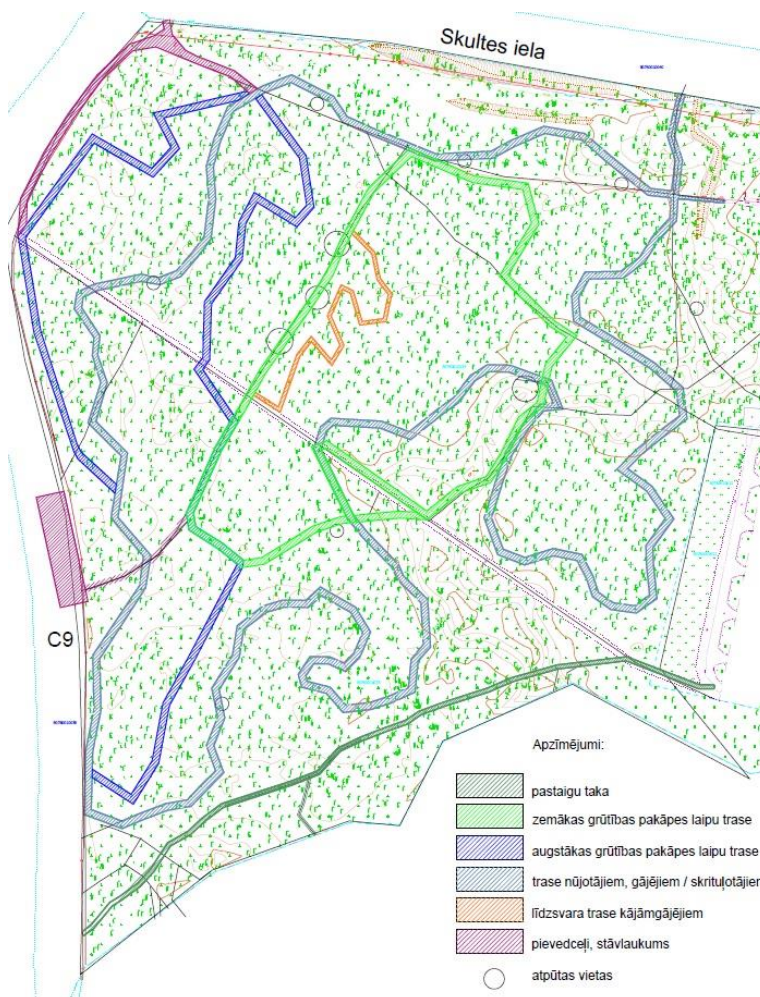 Skultes iela
C9
Apzīmējumi:
pastaigu taka
zemākas grūtības pakāpes laipu trase
augstākas grūtības pakāpes laipu trase
trase nūjotājiem, gājējiem / skrituļotājiem
līdzsvara trase kājāmgājējiem
pievedceļi, stāvlaukums
atpūtas vietas